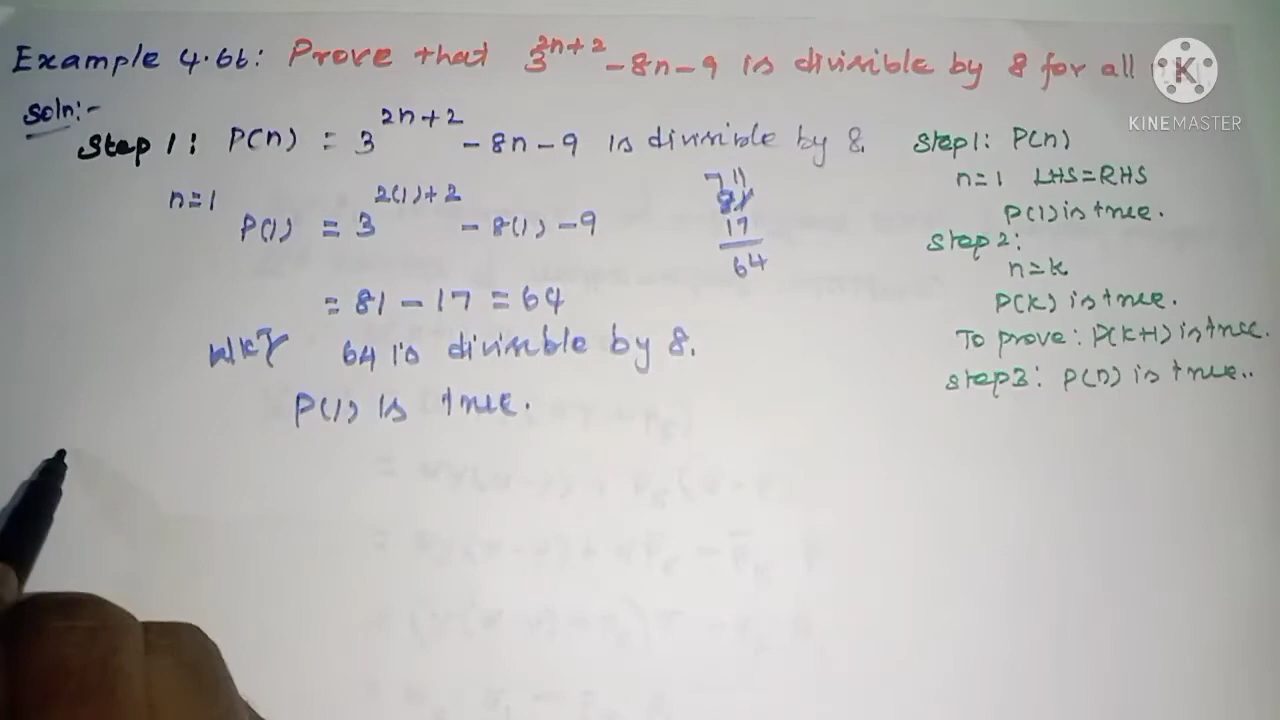 Example 4.66: Prove that 3^{2n+2} - 8n - 9 is divisible by 8 for all
Soln:-
Step 1: P(n) = 3^{2n+2} - 8n - 9 is divisible by 8.
n=1
P(1) = 3^{2(1)+2} - 8(1) - 9
= 81 - 17 = 64
WKT 64 is divisible by 8.
P(1) is true.
7 11
81
17
64
Step1: P(n)
n=1 LHS=RHS
P(1) is true.
Step2:
n=k
P(k) is true.
To prove: P(k+1) is true.
Step3: P(n) is true..
K
KINEMASTER